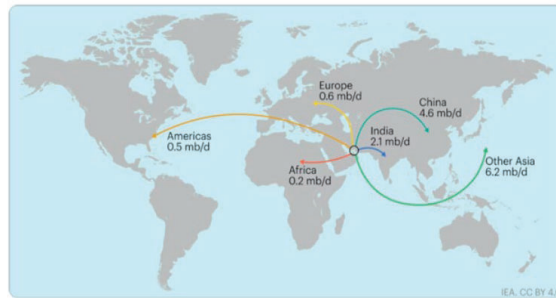 Europe
0.6 mb/d
China
4.6 mb/d
Americas
0.5 mb/d
India
2.1 mb/d
Africa
0.2 mb/d
Other Asia
6.2 mb/d
IEA. CC BY 4.